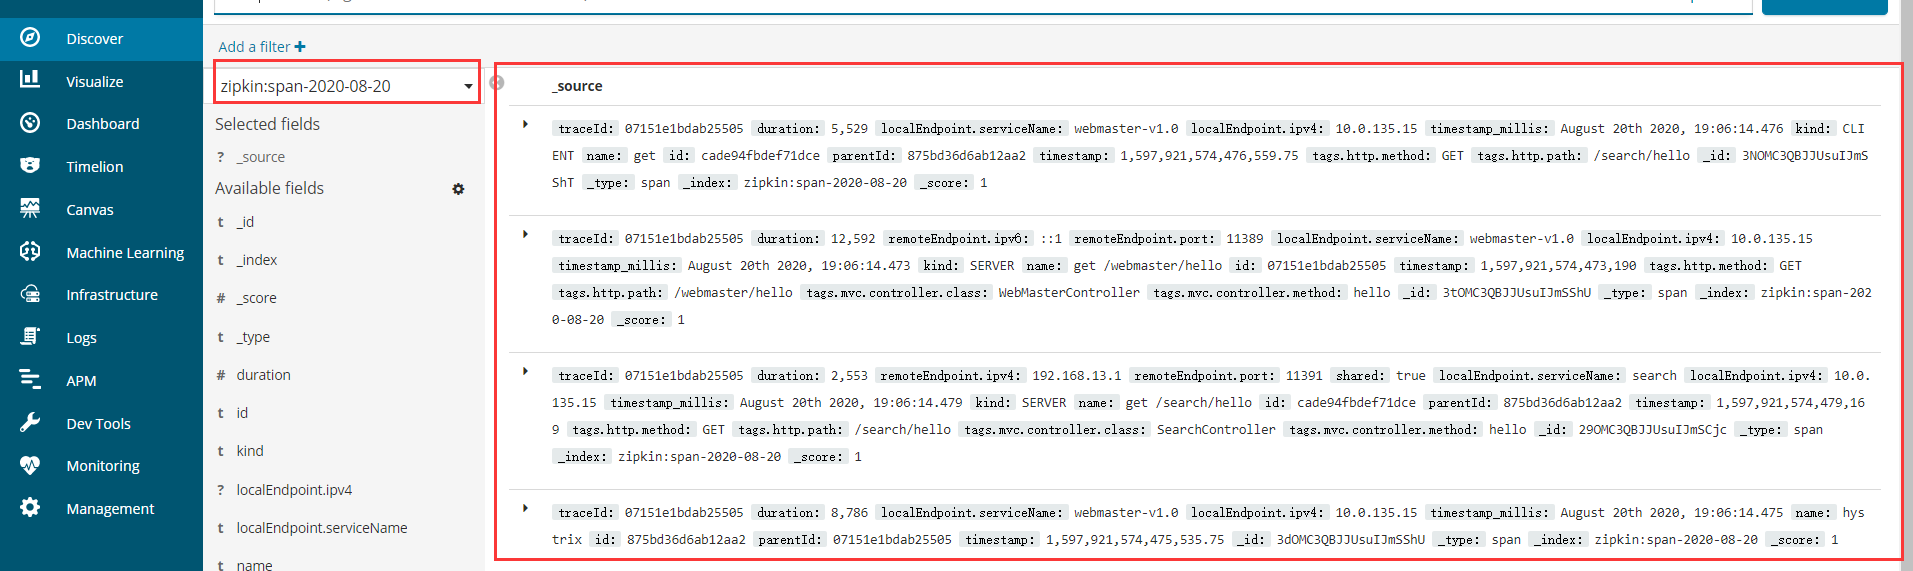 Discover
Visualize
Dashboard
Timelion
Canvas
Machine Learning
Infrastructure
Logs
APM
Dev Tools
Monitoring
Management
Add a filter +
zipkin:span-2020-08-20
Selected fields
? _source
Available fields
t _id
t _index
# _score
t _type
# duration
t id
t kind
? localEndpoint.ipv4
t localEndpoint.serviceName
t name
_source
traceId: 07151e1bdab25505 duration: 5,529 localEndpoint.serviceName: webmaster-v1.0 localEndpoint.ipv4: 10.0.135.15 timestamp_millis: August 20th 2020, 19:06:14.476 kind: CLI
ENT name: get id: cade94fbdef71dce parentId: 875bd36d6ab12aa2 timestamp: 1,597,921,574,476,559.75 tags.http.method: GET tags.http.path: /search/hello _id: 3NOMC3QBJJUsuIJmS
ShT _type: span _index: zipkin:span-2020-08-20 _score: 1
traceId: 07151e1bdab25505 duration: 12,592 remoteEndpoint.ipv6: ::1 remoteEndpoint.port: 11389 localEndpoint.serviceName: webmaster-v1.0 localEndpoint.ipv4: 10.0.135.15
timestamp_millis: August 20th 2020, 19:06:14.473 kind: SERVER name: get /webmaster/hello id: 07151e1bdab25505 timestamp: 1,597,921,574,473,190 tags.http.method: GET
tags.http.path: /webmaster/hello tags.mvc.controller.class: WebMasterController tags.mvc.controller.method: hello _id: 3tOMC3QBJJUsuIJmSShU _type: span _index: zipkin:span-202
0-08-20 _score: 1
traceId: 07151e1bdab25505 duration: 2,553 remoteEndpoint.ipv4: 192.168.13.1 remoteEndpoint.port: 11391 shared: true localEndpoint.serviceName: search localEndpoint.ipv4: 10.0.
135.15 timestamp_millis: August 20th 2020, 19:06:14.479 kind: SERVER name: get /search/hello id: cade94fbdef71dce parentId: 875bd36d6ab12aa2 timestamp: 1,597,921,574,479,16
9 tags.http.method: GET tags.http.path: /search/hello tags.mvc.controller.class: SearchController tags.mvc.controller.method: hello _id: 29OMC3QBJJUsuIJmSCjc _type: span
_index: zipkin:span-2020-08-20 _score: 1
traceId: 07151e1bdab25505 duration: 8,786 localEndpoint.serviceName: webmaster-v1.0 localEndpoint.ipv4: 10.0.135.15 timestamp_millis: August 20th 2020, 19:06:14.475 name: hys
trix id: 875bd36d6ab12aa2 parentId: 07151e1bdab25505 timestamp: 1,597,921,574,475,535.75 _id: 3dOMC3QBJJUsuIJmSShU _type: span _index: zipkin:span-2020-08-20 _score: 1